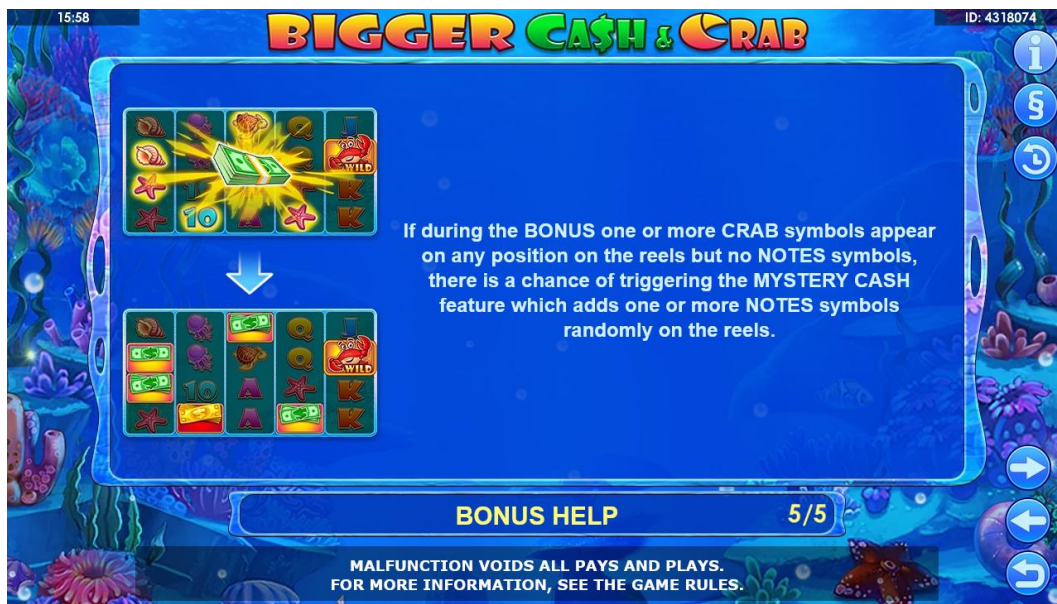 15:58
BIGGER CA$H & CRAB
ID: 4318074
WILD
10
If during the BONUS one or more CRAB symbols appear
on any position on the reels but no NOTES symbols,
there is a chance of triggering the MYSTERY CASH
feature which adds one or more NOTES symbols
randomly on the reels.
Q
J
K
A
K
Q
J
Q
WILD
10
A
K
A
K
BONUS HELP
5/5
MALFUNCTION VOIDS ALL PAYS AND PLAYS.
FOR MORE INFORMATION, SEE THE GAME RULES.